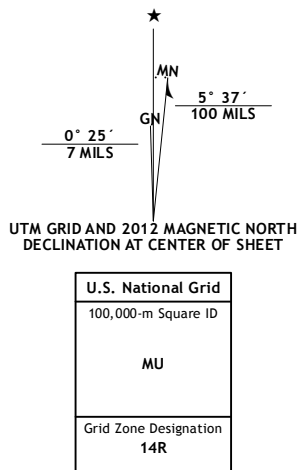 ★
MN
GN
5° 37´
100 MILS
0° 25´
7 MILS
UTM GRID AND 2012 MAGNETIC NORTH
DECLINATION AT CENTER OF SHEET
U.S. National Grid
100,000-m Square ID
MU
Grid Zone Designation
14R